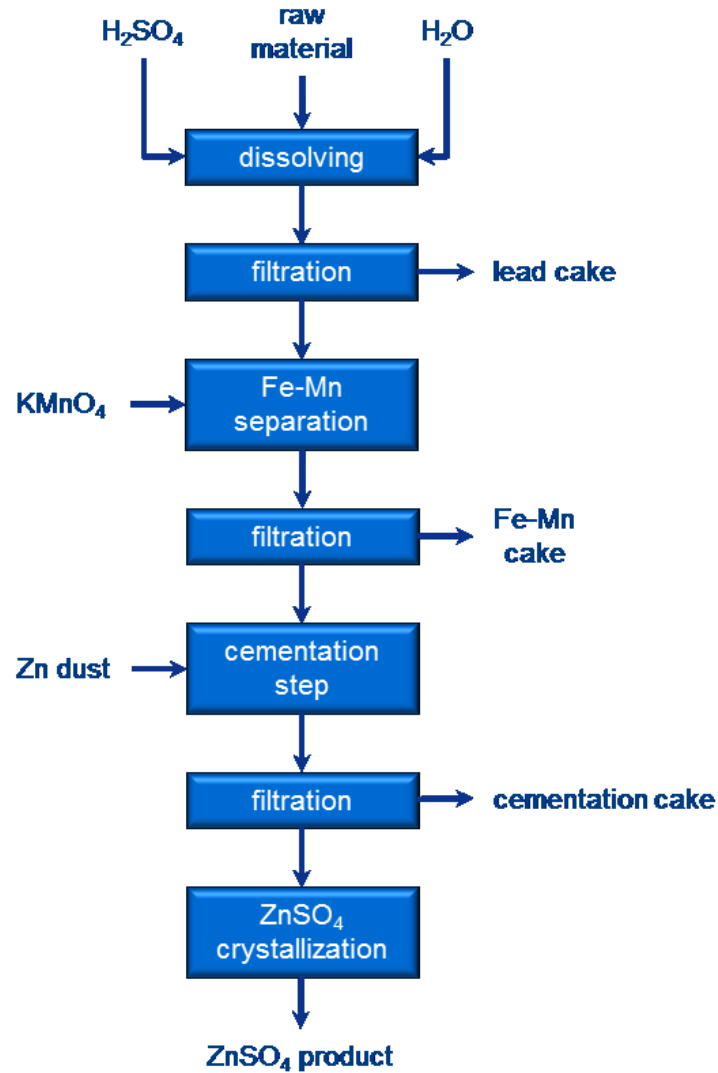 H₂SO₄
raw
material
H₂O
dissolving
filtration
lead cake
KMnO₄
Fe-Mn
separation
filtration
Fe-Mn
cake
Zn dust
cementation
step
filtration
cementation cake
ZnSO₄
crystallization
ZnSO₄ product